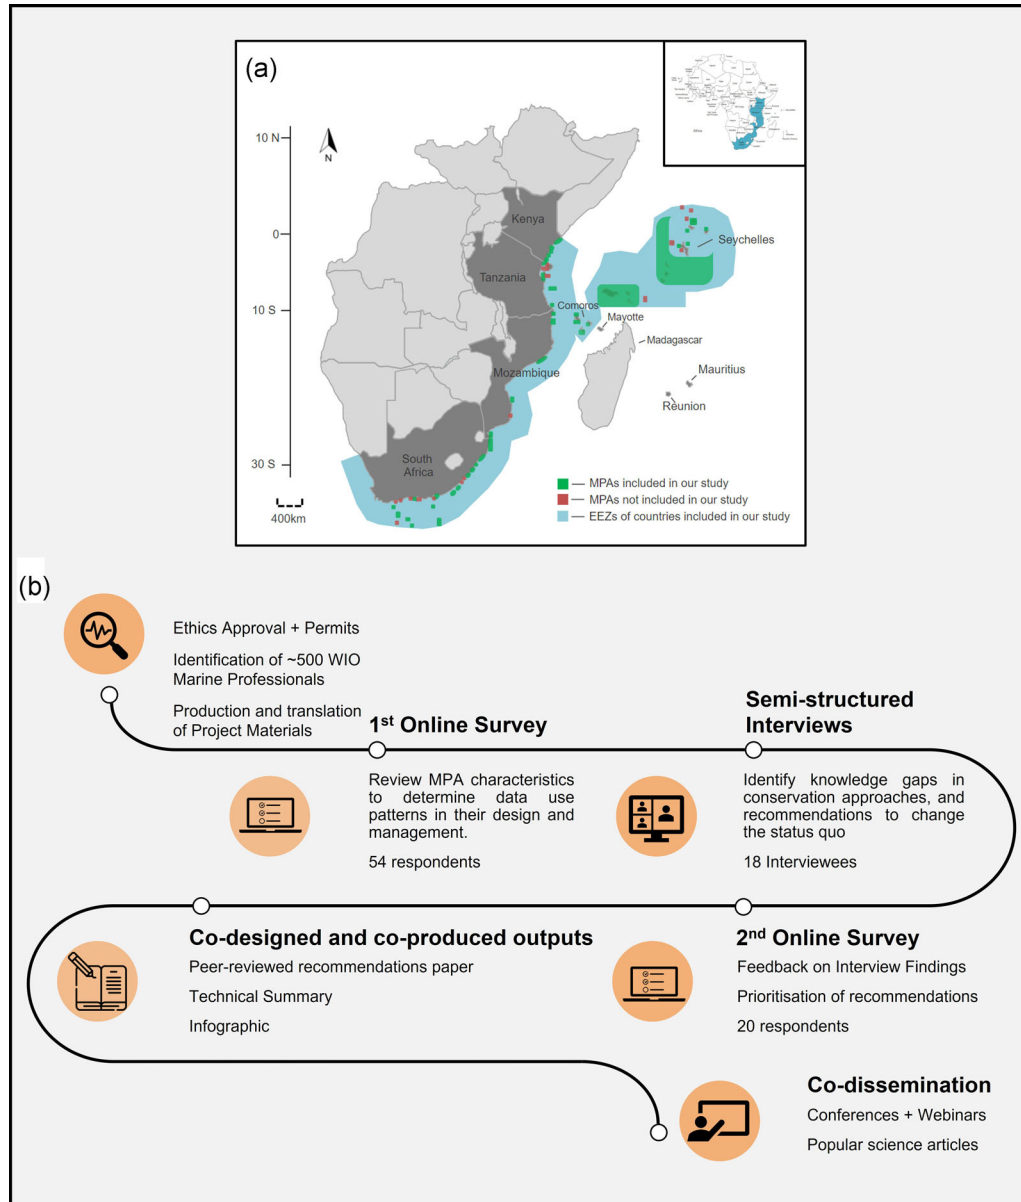 (a)
10 N
N
0
10 S
30 S
400km
Kenya
Tanzania
Seychelles
Comoros
Mayotte
Madagascar
Mozambique
Mauritius
Réunion
South
Africa
MPAs included in our study
MPAs not included in our study
EEZs of countries included in our study
(b)
Ethics Approval + Permits
Identification of ~500 WIO
Marine Professionals
Production and translation
of Project Materials
1st Online Survey
Review MPA characteristics
to determine data use
patterns in their design and
management.
54 respondents
Semi-structured
Interviews
Identify knowledge gaps in
conservation approaches, and
recommendations to change
the status quo
18 Interviewees
Co-designed and co-produced outputs
Peer-reviewed recommendations paper
Technical Summary
Infographic
2nd Online Survey
Feedback on Interview Findings
Prioritisation of recommendations
20 respondents
Co-dissemination
Conferences + Webinars
Popular science articles